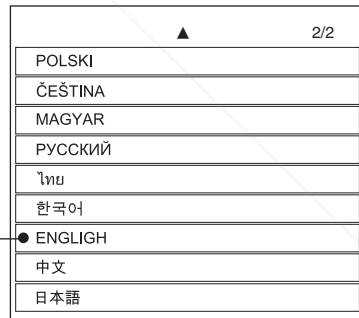 ▲ 2/2
POLSKI
ČEŠTINA
MAGYAR
РУССКИЙ
ไทย
한국어
ENGLIGH
中文
日本語